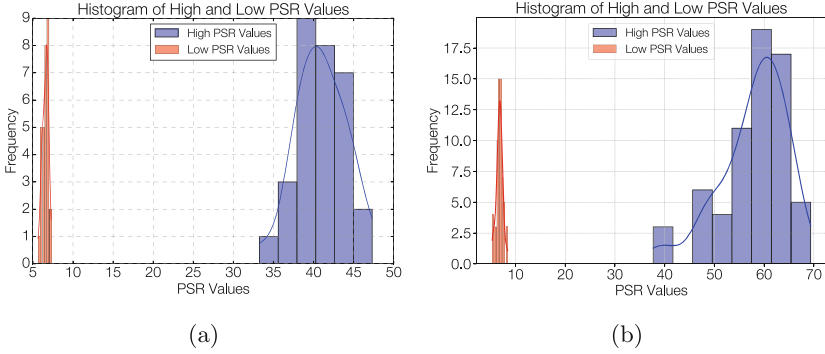 Histogram of High and Low PSR Values
High PSR Values
Low PSR Values
Frequency
9
8
7
6
5
4
3
2
1
0
5 10 15 20 25 30 35 40 45 50
PSR Values
(a)
Histogram of High and Low PSR Values
High PSR Values
Low PSR Values
Frequency
17.5
15.0
12.5
10.0
7.5
5.0
2.5
0.0
10 20 30 40 50 60 70
PSR Values
(b)